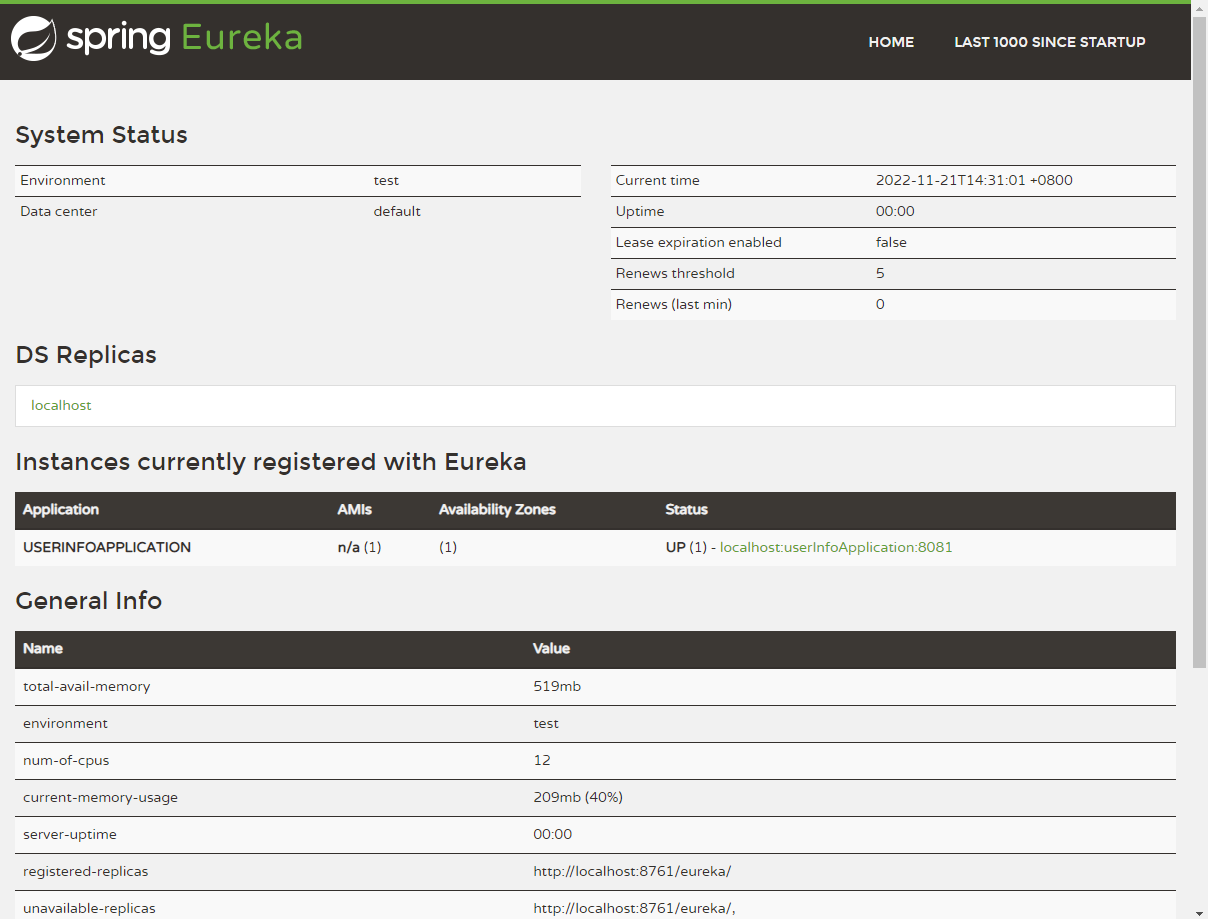 spring Eureka
HOME LAST 1000 SINCE STARTUP
System Status
Environment test
Data center default
Current time 2022-11-21T14:31:01 +0800
Uptime 00:00
Lease expiration enabled false
Renews threshold 5
Renews (last min) 0
DS Replicas
localhost
Instances currently registered with Eureka
Application AMIs Availability Zones Status
USERINFOAPPLICATION n/a (1) (1) UP (1) - localhost:userInfoApplication:8081
General Info
Name Value
total-avail-memory 519mb
environment test
num-of-cpus 12
current-memory-usage 209mb (40%)
server-uptime 00:00
registered-replicas http://localhost:8761/eureka/
unavailable-replicas http://localhost:8761/eureka/,